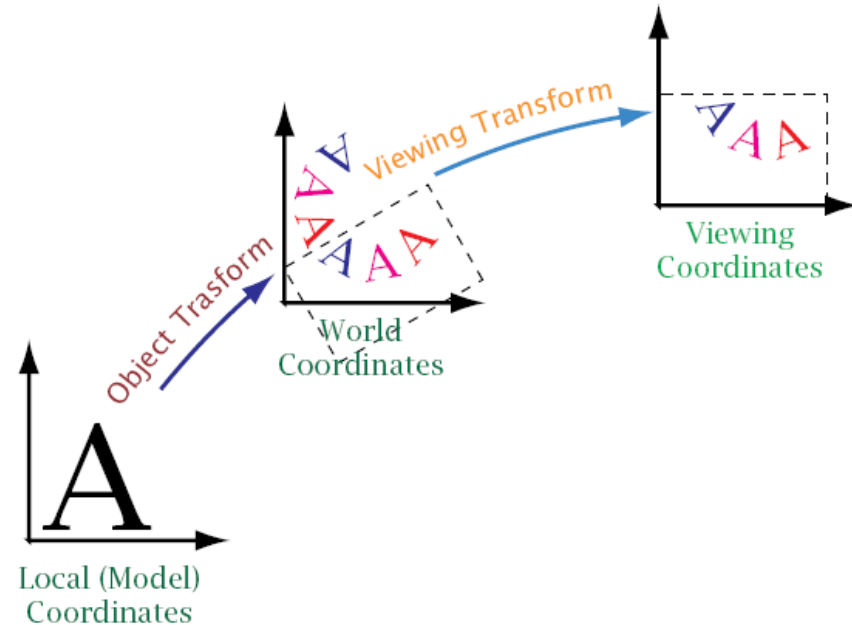 Viewing Transform
A A A
Viewing
Coordinates
A
A
A
A A A
Object Trasform
World
Coordinates
A
Local (Model)
Coordinates